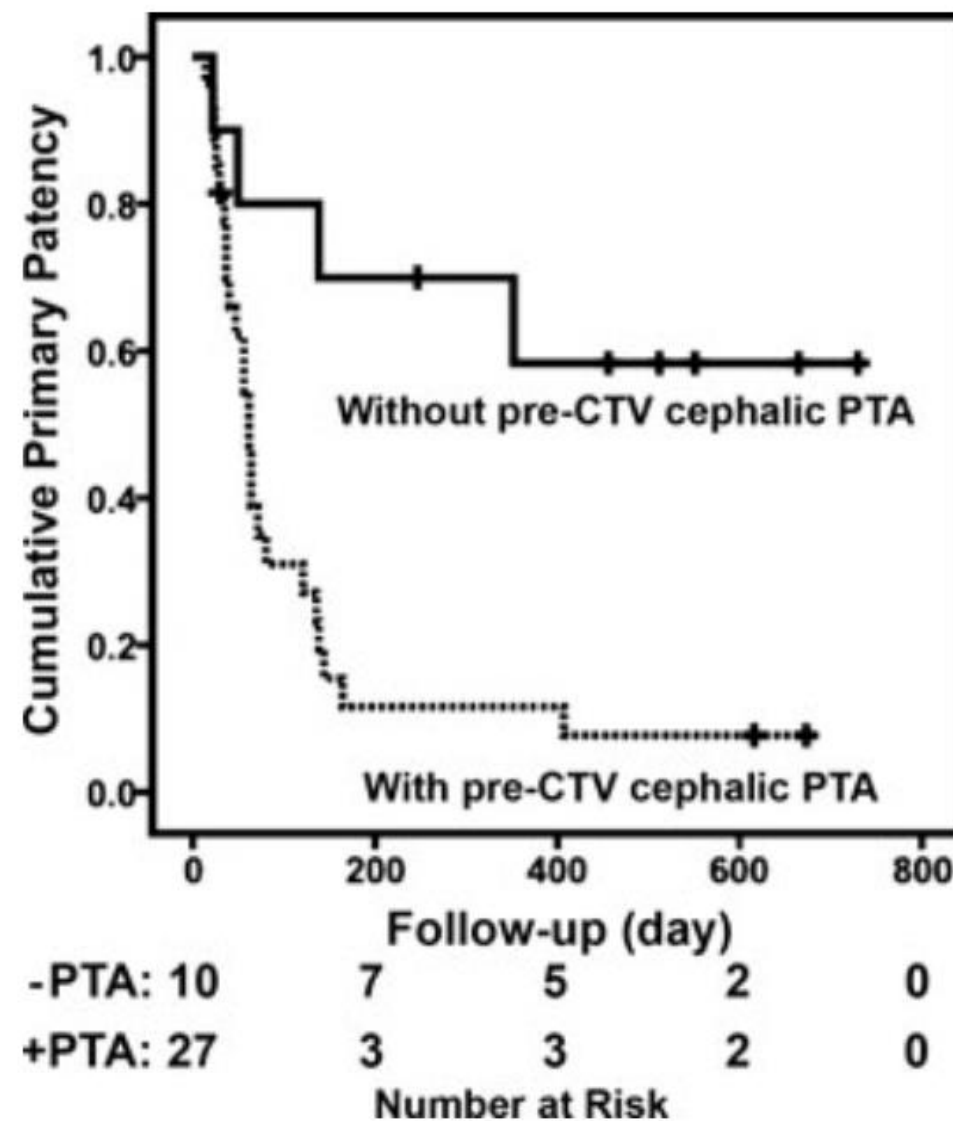 Cumulative Primary Patency
1.0
0.8
0.6
0.4
0.2
0.0
Without pre-CTV cephalic PTA
With pre-CTV cephalic PTA
0 200 400 600 800
Follow-up (day)
-PTA: 10 7 5 2 0
+PTA: 27 3 3 2 0
Number at Risk